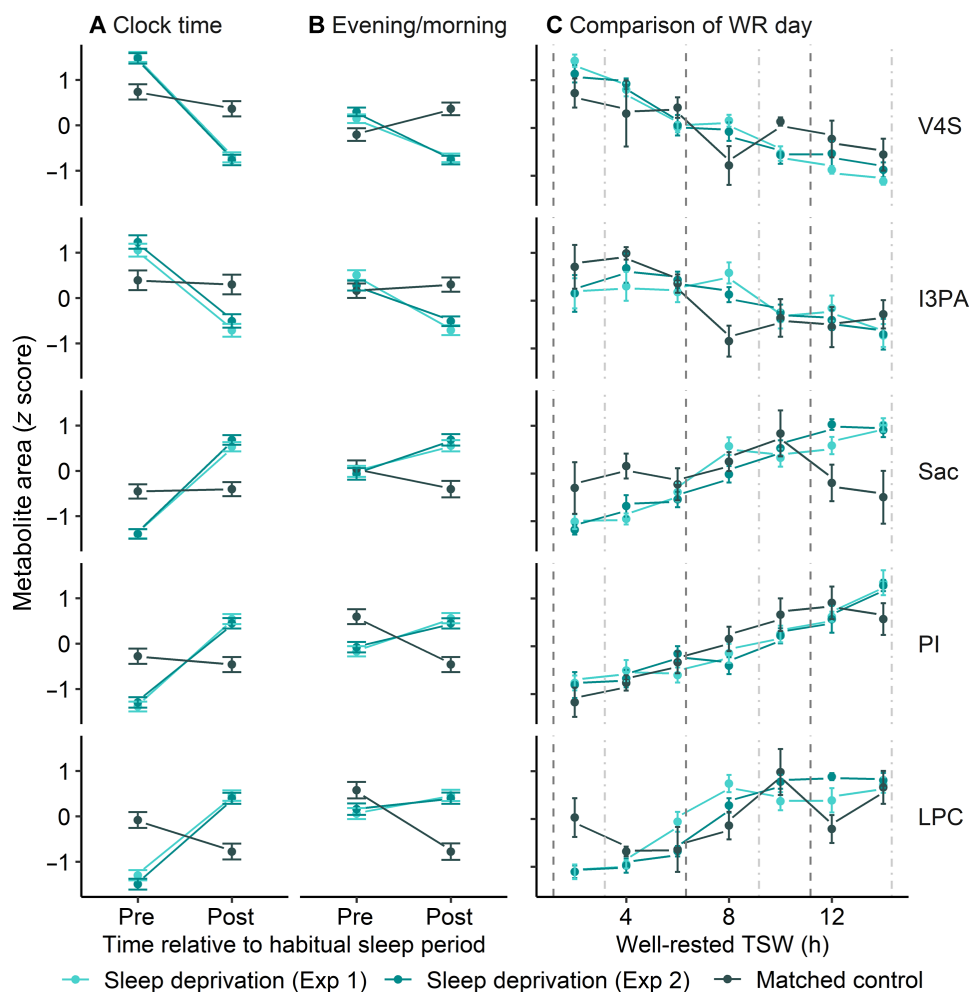 A Clock time
B Evening/morning
C Comparison of WR day
Metabolite area (z score)
1
0
−1
V4S
1
0
−1
I3PA
1
0
−1
Sac
1
0
−1
PI
1
0
−1
LPC
Pre Post Pre Post 4 8 12
Time relative to habitual sleep period
Well-rested TSW (h)
Sleep deprivation (Exp 1) Sleep deprivation (Exp 2) Matched control